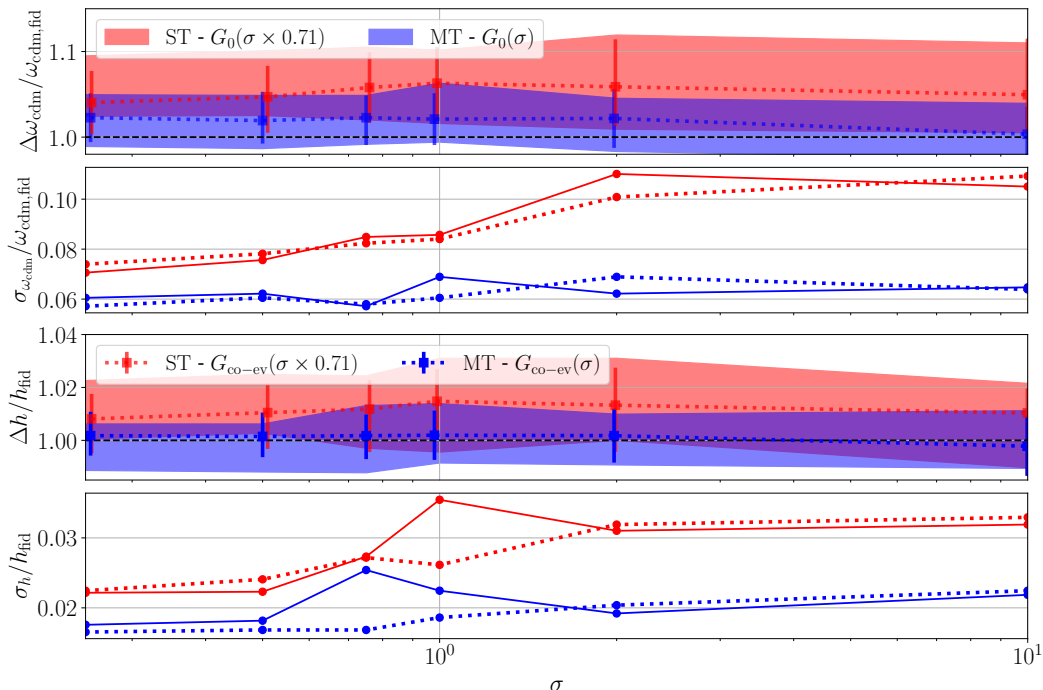 Δω_cdm/ω_cdm,fid
1.1
1.0
ST - G_0(σ × 0.71)
MT - G_0(σ)
σ_ω_cdm/ω_cdm,fid
0.10
0.08
0.06
Δh/h_fid
1.04
1.02
1.00
ST - G_co−ev(σ × 0.71)
MT - G_co−ev(σ)
σ_h/h_fid
0.03
0.02
10^0
10^1
σ